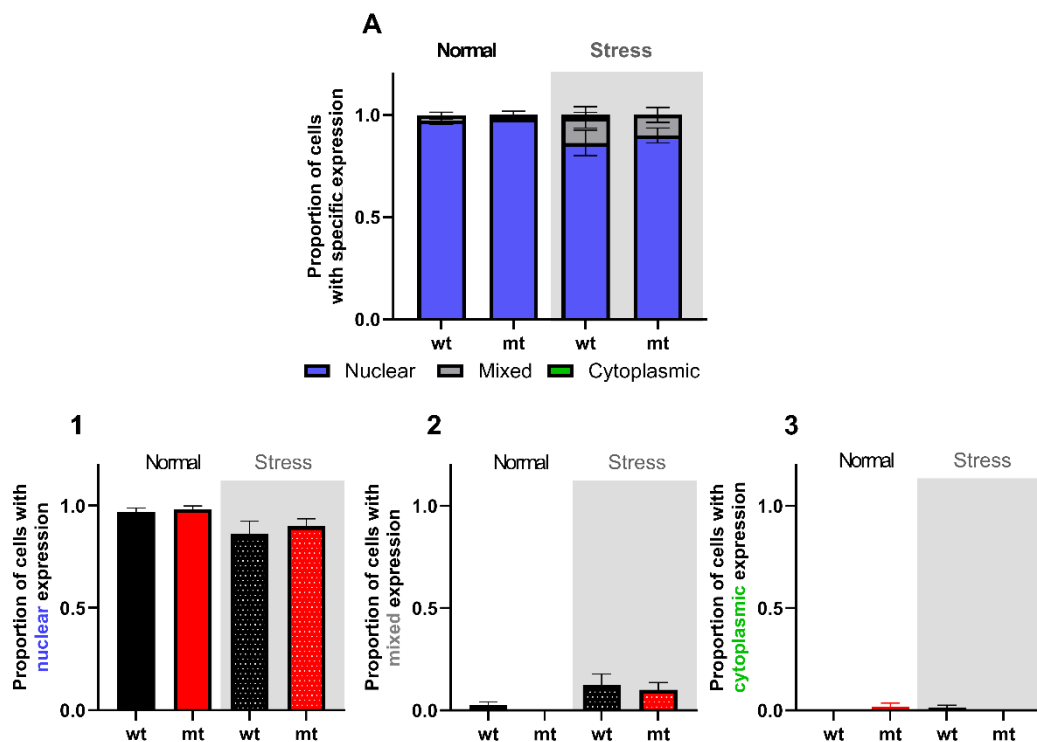 A
Normal Stress
Proportion of cells
with specific expression
1.0
0.5
0.0
wt mt wt mt
Nuclear Mixed Cytoplasmic
1
Normal Stress
Proportion of cells with
nuclear expression
1.0
0.5
0.0
wt mt wt mt
2
Normal Stress
Proportion of cells with
mixed expression
1.0
0.5
0.0
wt mt wt mt
3
Normal Stress
Proportion of cells with
cytoplasmic expression
1.0
0.5
0.0
wt mt wt mt